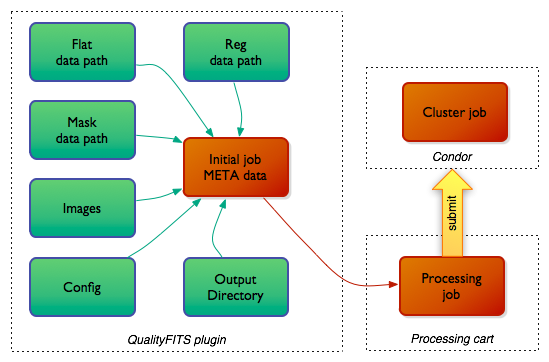 Flat
data path
Reg
data path
Mask
data path
Initial job
META data
Images
Config
Output
Directory
QualityFITS plugin
Cluster job
Condor
submit
Processing
job
Processing cart